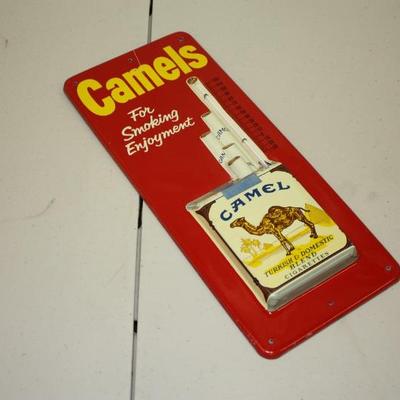 Camels
For
Smoking
Enjoyment
CAMEL
TURKISH & DOMESTIC
BLEND
CIGARETTES